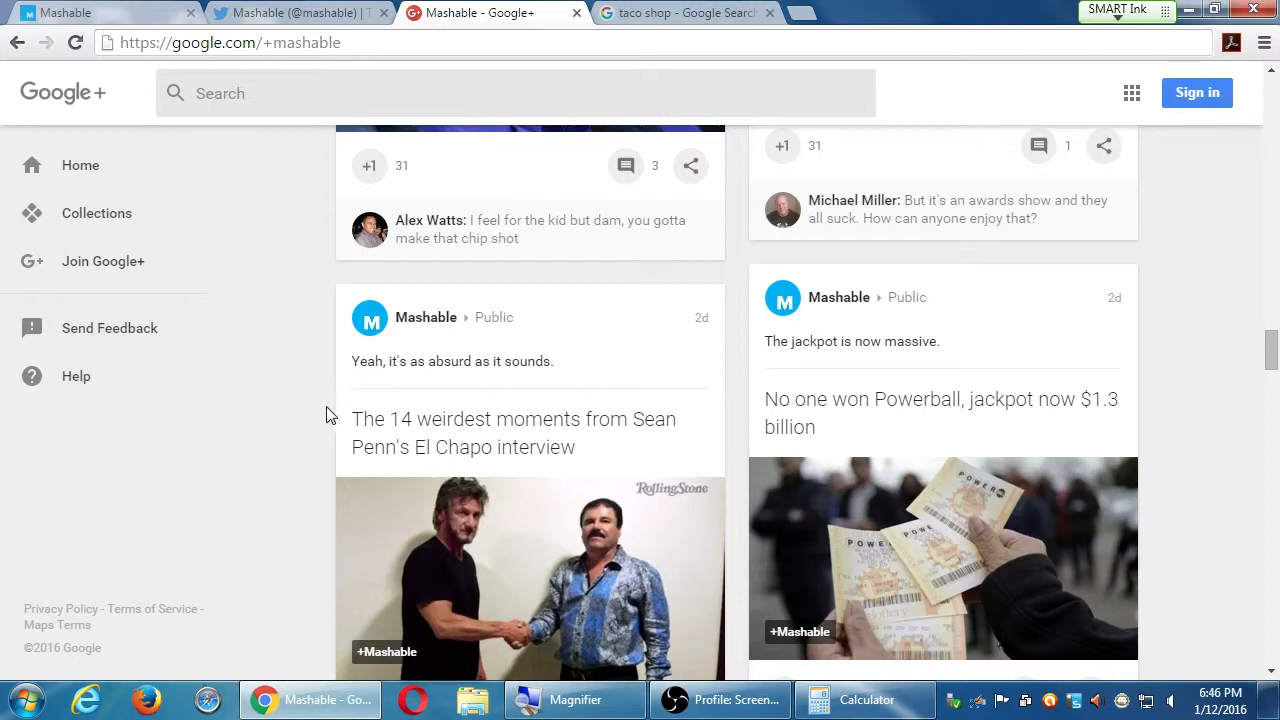 Mashable
Mashable (@mashable) | T
Mashable - Google+
taco shop - Google Search
SMART Ink
https://google.com/+mashable
Google+
Search
Sign in
Home
Collections
Join Google+
Send Feedback
Help
Privacy Policy - Terms of Service -
Maps Terms
©2016 Google
+1 31 3
Alex Watts: I feel for the kid but dam, you gotta
make that chip shot
Mashable Public 2d
Yeah, it's as absurd as it sounds.
The 14 weirdest moments from Sean
Penn's El Chapo interview
RollingStone
+Mashable
+1 31 1
Michael Miller: But it's an awards show and they
all suck. How can anyone enjoy that?
Mashable Public 2d
The jackpot is now massive.
No one won Powerball, jackpot now $1.3
billion
POWER
POWE
POWE
+Mashable
Mashable - Go...
Magnifier
Profile: Screen...
Calculator
6:46 PM
1/12/2016